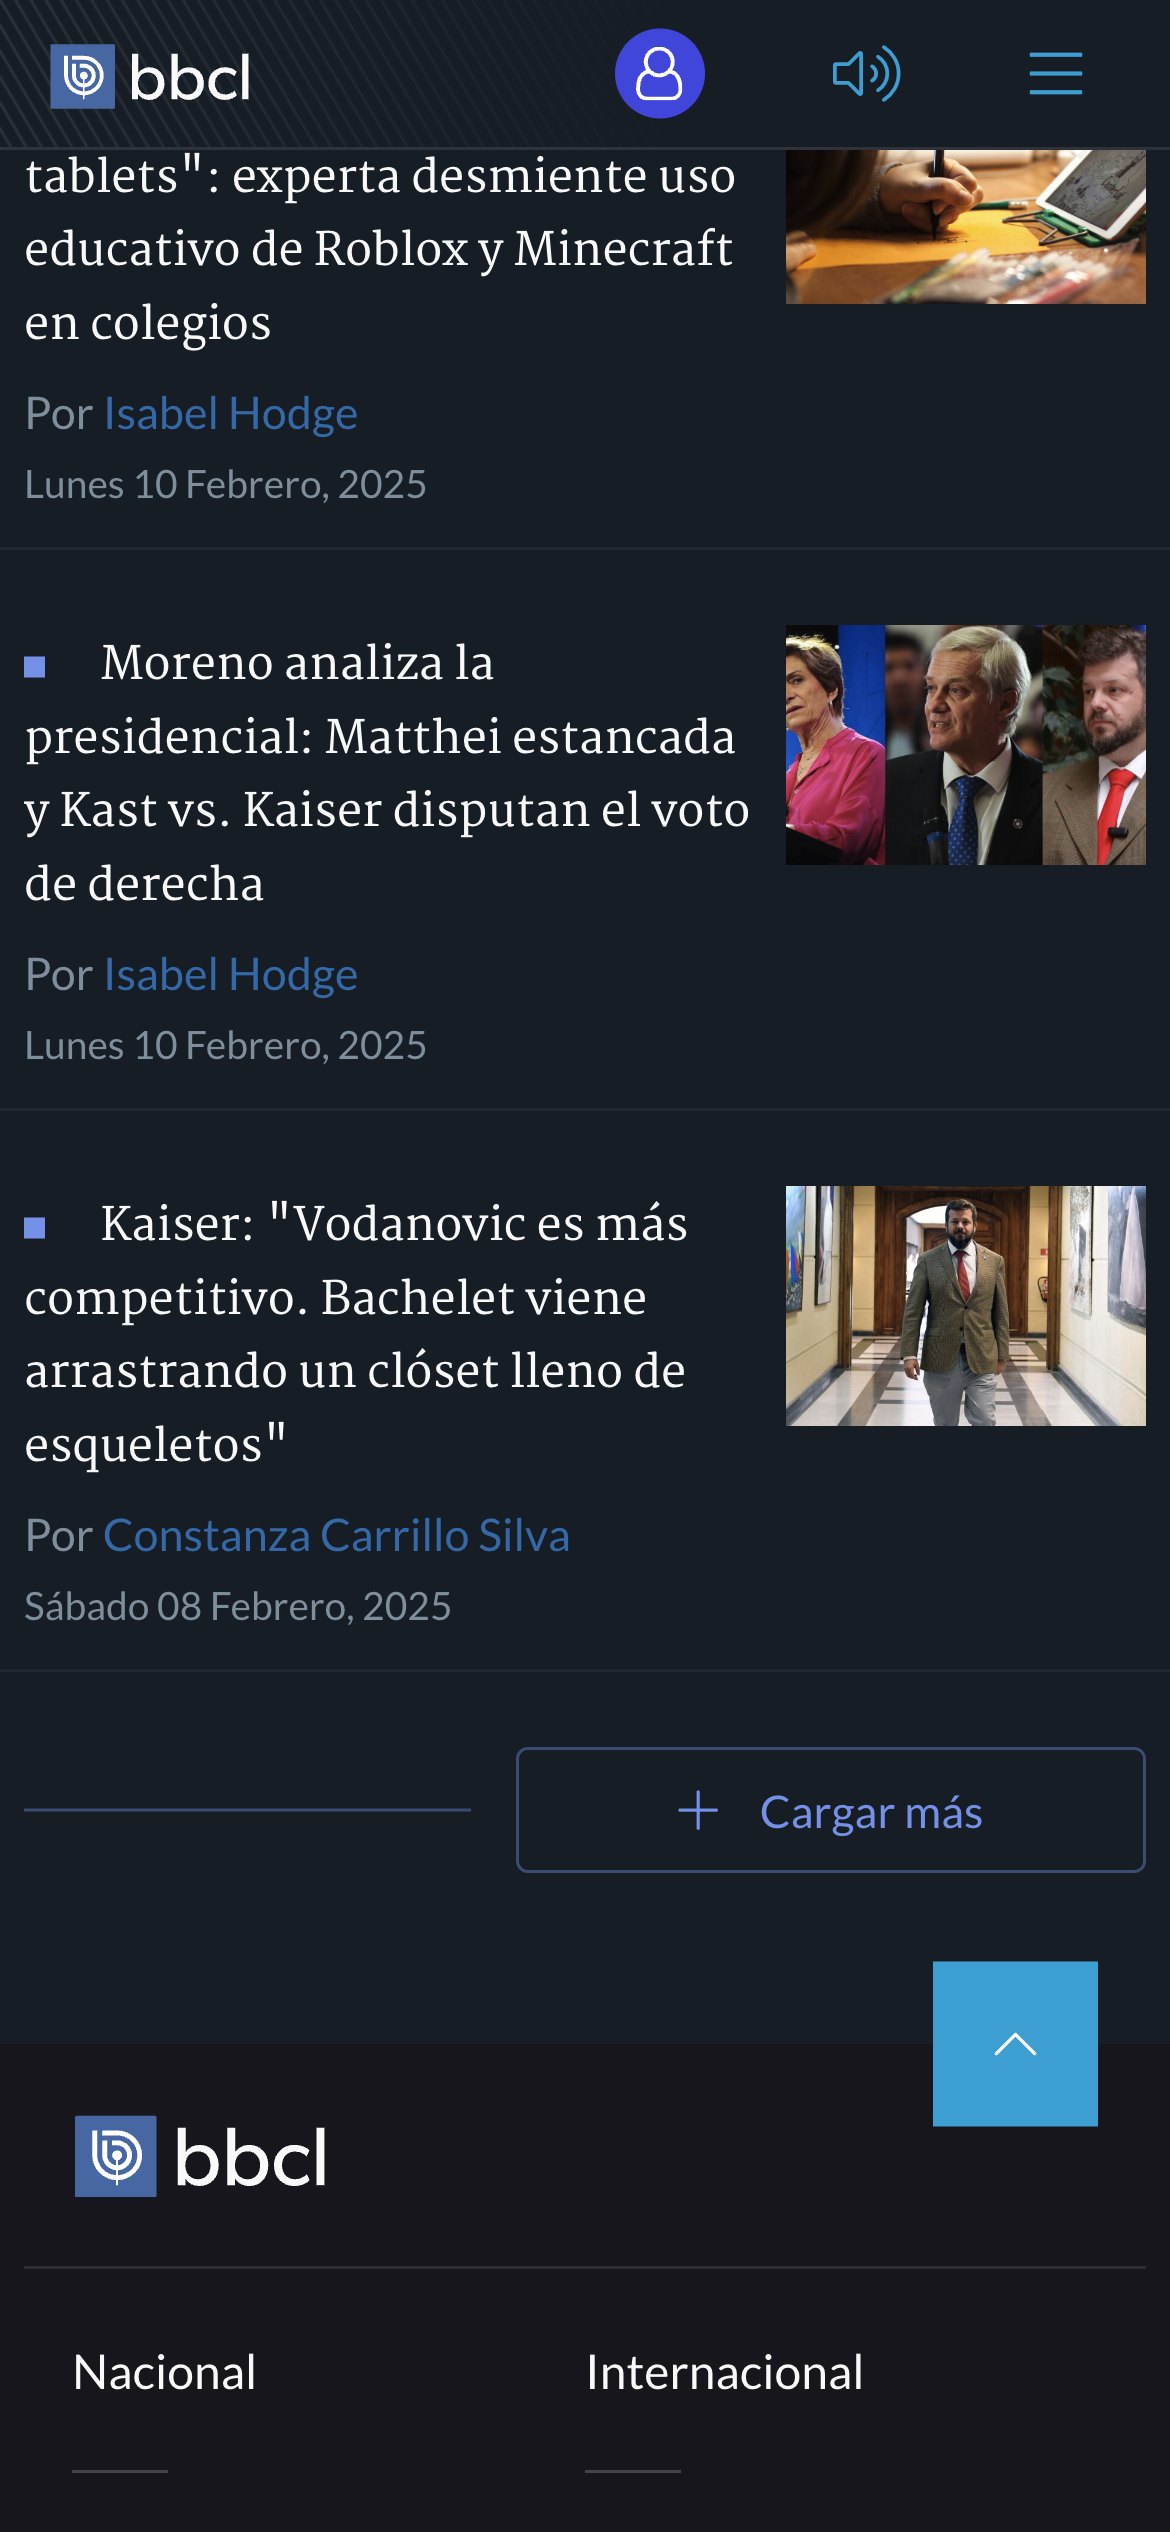 bbcl
tablets": experta desmiente uso
educativo de Roblox y Minecraft
en colegios
Por Isabel Hodge
Lunes 10 Febrero, 2025
Moreno analiza la
presidencial: Matthei estancada
y Kast vs. Kaiser disputan el voto
de derecha
Por Isabel Hodge
Lunes 10 Febrero, 2025
Kaiser: "Vodanovic es más
competitivo. Bachelet viene
arrastrando un clóset lleno de
esqueletos"
Por Constanza Carrillo Silva
Sábado 08 Febrero, 2025
Cargar más
bbcl
Nacional
Internacional